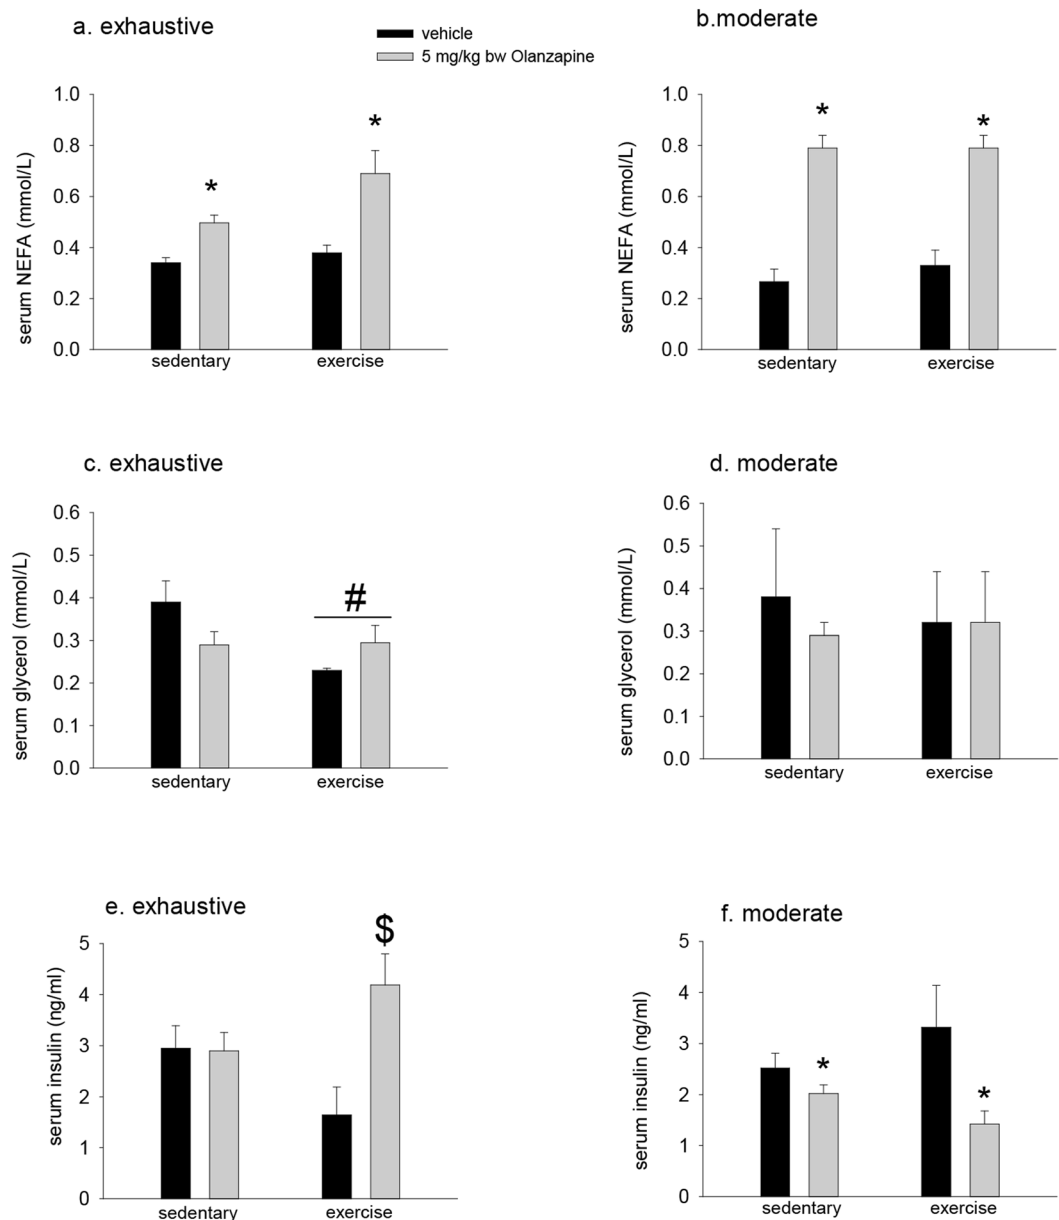 a. exhaustive
vehicle
5 mg/kg bw Olanzapine
b.moderate
serum NEFA (mmol/L)
1.0
0.8
0.6
0.4
0.2
0.0
*
*
sedentary
exercise
serum NEFA (mmol/L)
1.0
0.8
0.6
0.4
0.2
0.0
*
*
sedentary
exercise
c. exhaustive
serum glycerol (mmol/L)
0.6
0.5
0.4
0.3
0.2
0.1
0.0
#
sedentary
exercise
d. moderate
serum glycerol (mmol/L)
0.6
0.5
0.4
0.3
0.2
0.1
0.0
sedentary
exercise
e. exhaustive
serum insulin (ng/ml)
5
4
3
2
1
0
$
sedentary
exercise
f. moderate
serum insulin (ng/ml)
5
4
3
2
1
0
*
*
sedentary
exercise